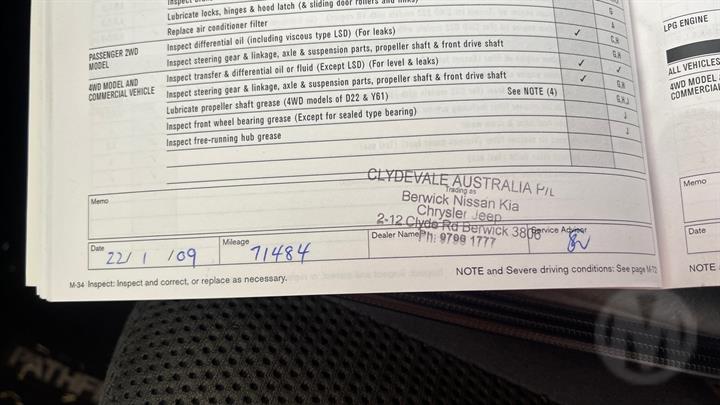 Lubricate locks, hinges & hood latch (& sliding door rollers and links)
G
Replace air conditioner filter
Inspect differential oil (including viscous type LSD) (For leaks)
PASSENGER 2WD MODEL
Inspect steering gear & linkage, axle & suspension parts, propeller shaft & front drive shaft
✓
G,H
4WD MODEL AND COMMERCIAL VEHICLE
Inspect transfer & differential oil or fluid (Except LSD) (For level & leaks)
✓
Inspect steering gear & linkage, axle & suspension parts, propeller shaft & front drive shaft
✓
G,H
Lubricate propeller shaft grease (4WD models of D22 & Y61)
See NOTE (4)
G,H,J
Inspect front wheel bearing grease (Except for sealed type bearing)
J
Inspect free-running hub grease
J
Memo
CLYDEVALE AUSTRALIA P/L
Trading as
Berwick Nissan Kia
Chrysler Jeep
2-12 Clyde Rd Berwick 3806
Ph: 9796 1777
Date
22/1/09
Mileage
71484
Dealer Name
Service Advisor
M-34 Inspect: Inspect and correct, or replace as necessary.
NOTE and Severe driving conditions: See page M-72
LPG ENGINE
ALL VEHICLES
4WD MODEL
COMMERCIAL
Memo
Date
NOTE
PATHF
M